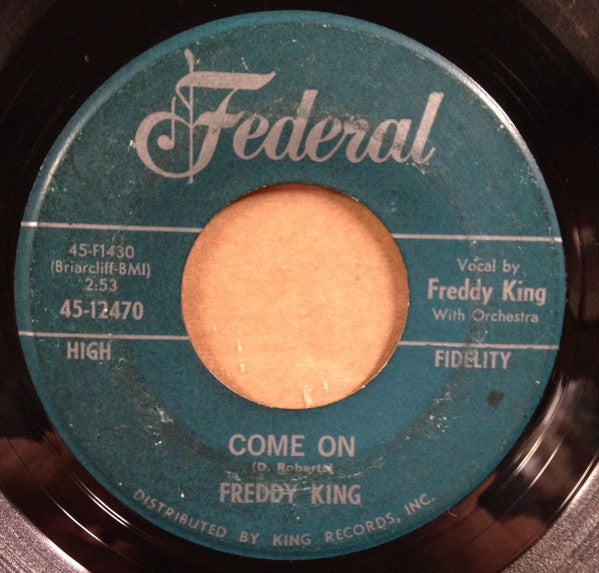 Federal
45-F1430
(Briarcliff-BMI)
2:53
45-12470
Vocal by
Freddy King
With Orchestra
HIGH
FIDELITY
COME ON
(D. Roberts)
FREDDY KING
DISTRIBUTED BY KING RECORDS, INC.